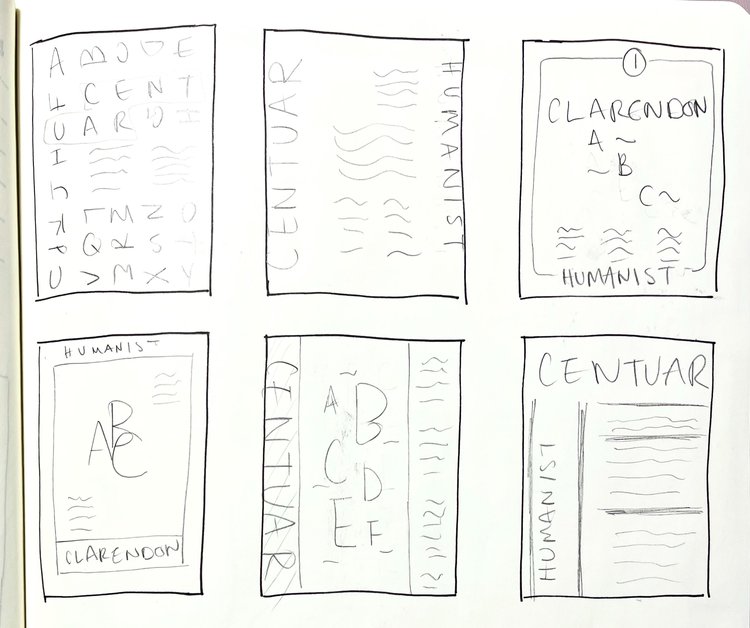 A B C D E
F C E N T
U A R
I
J
K L M N O
P Q R S T
U V M X Y
CENTUAR
HUMANIST
1
CLARENDON
A
B
C
HUMANIST
HUMANIST
ABC
CLARENDON
CENTUAR
A B
C D
E F
CENTUAR
HUMANIST